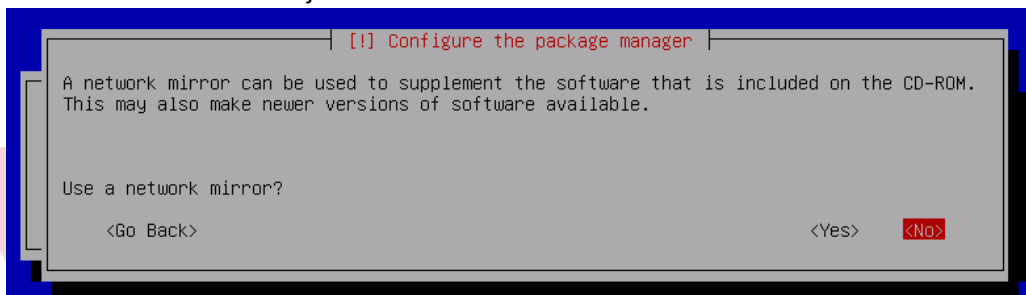 [!] Configure the package manager
A network mirror can be used to supplement the software that is included on the CD-ROM.
This may also make newer versions of software available.
Use a network mirror?
<Go Back> <Yes> <No>